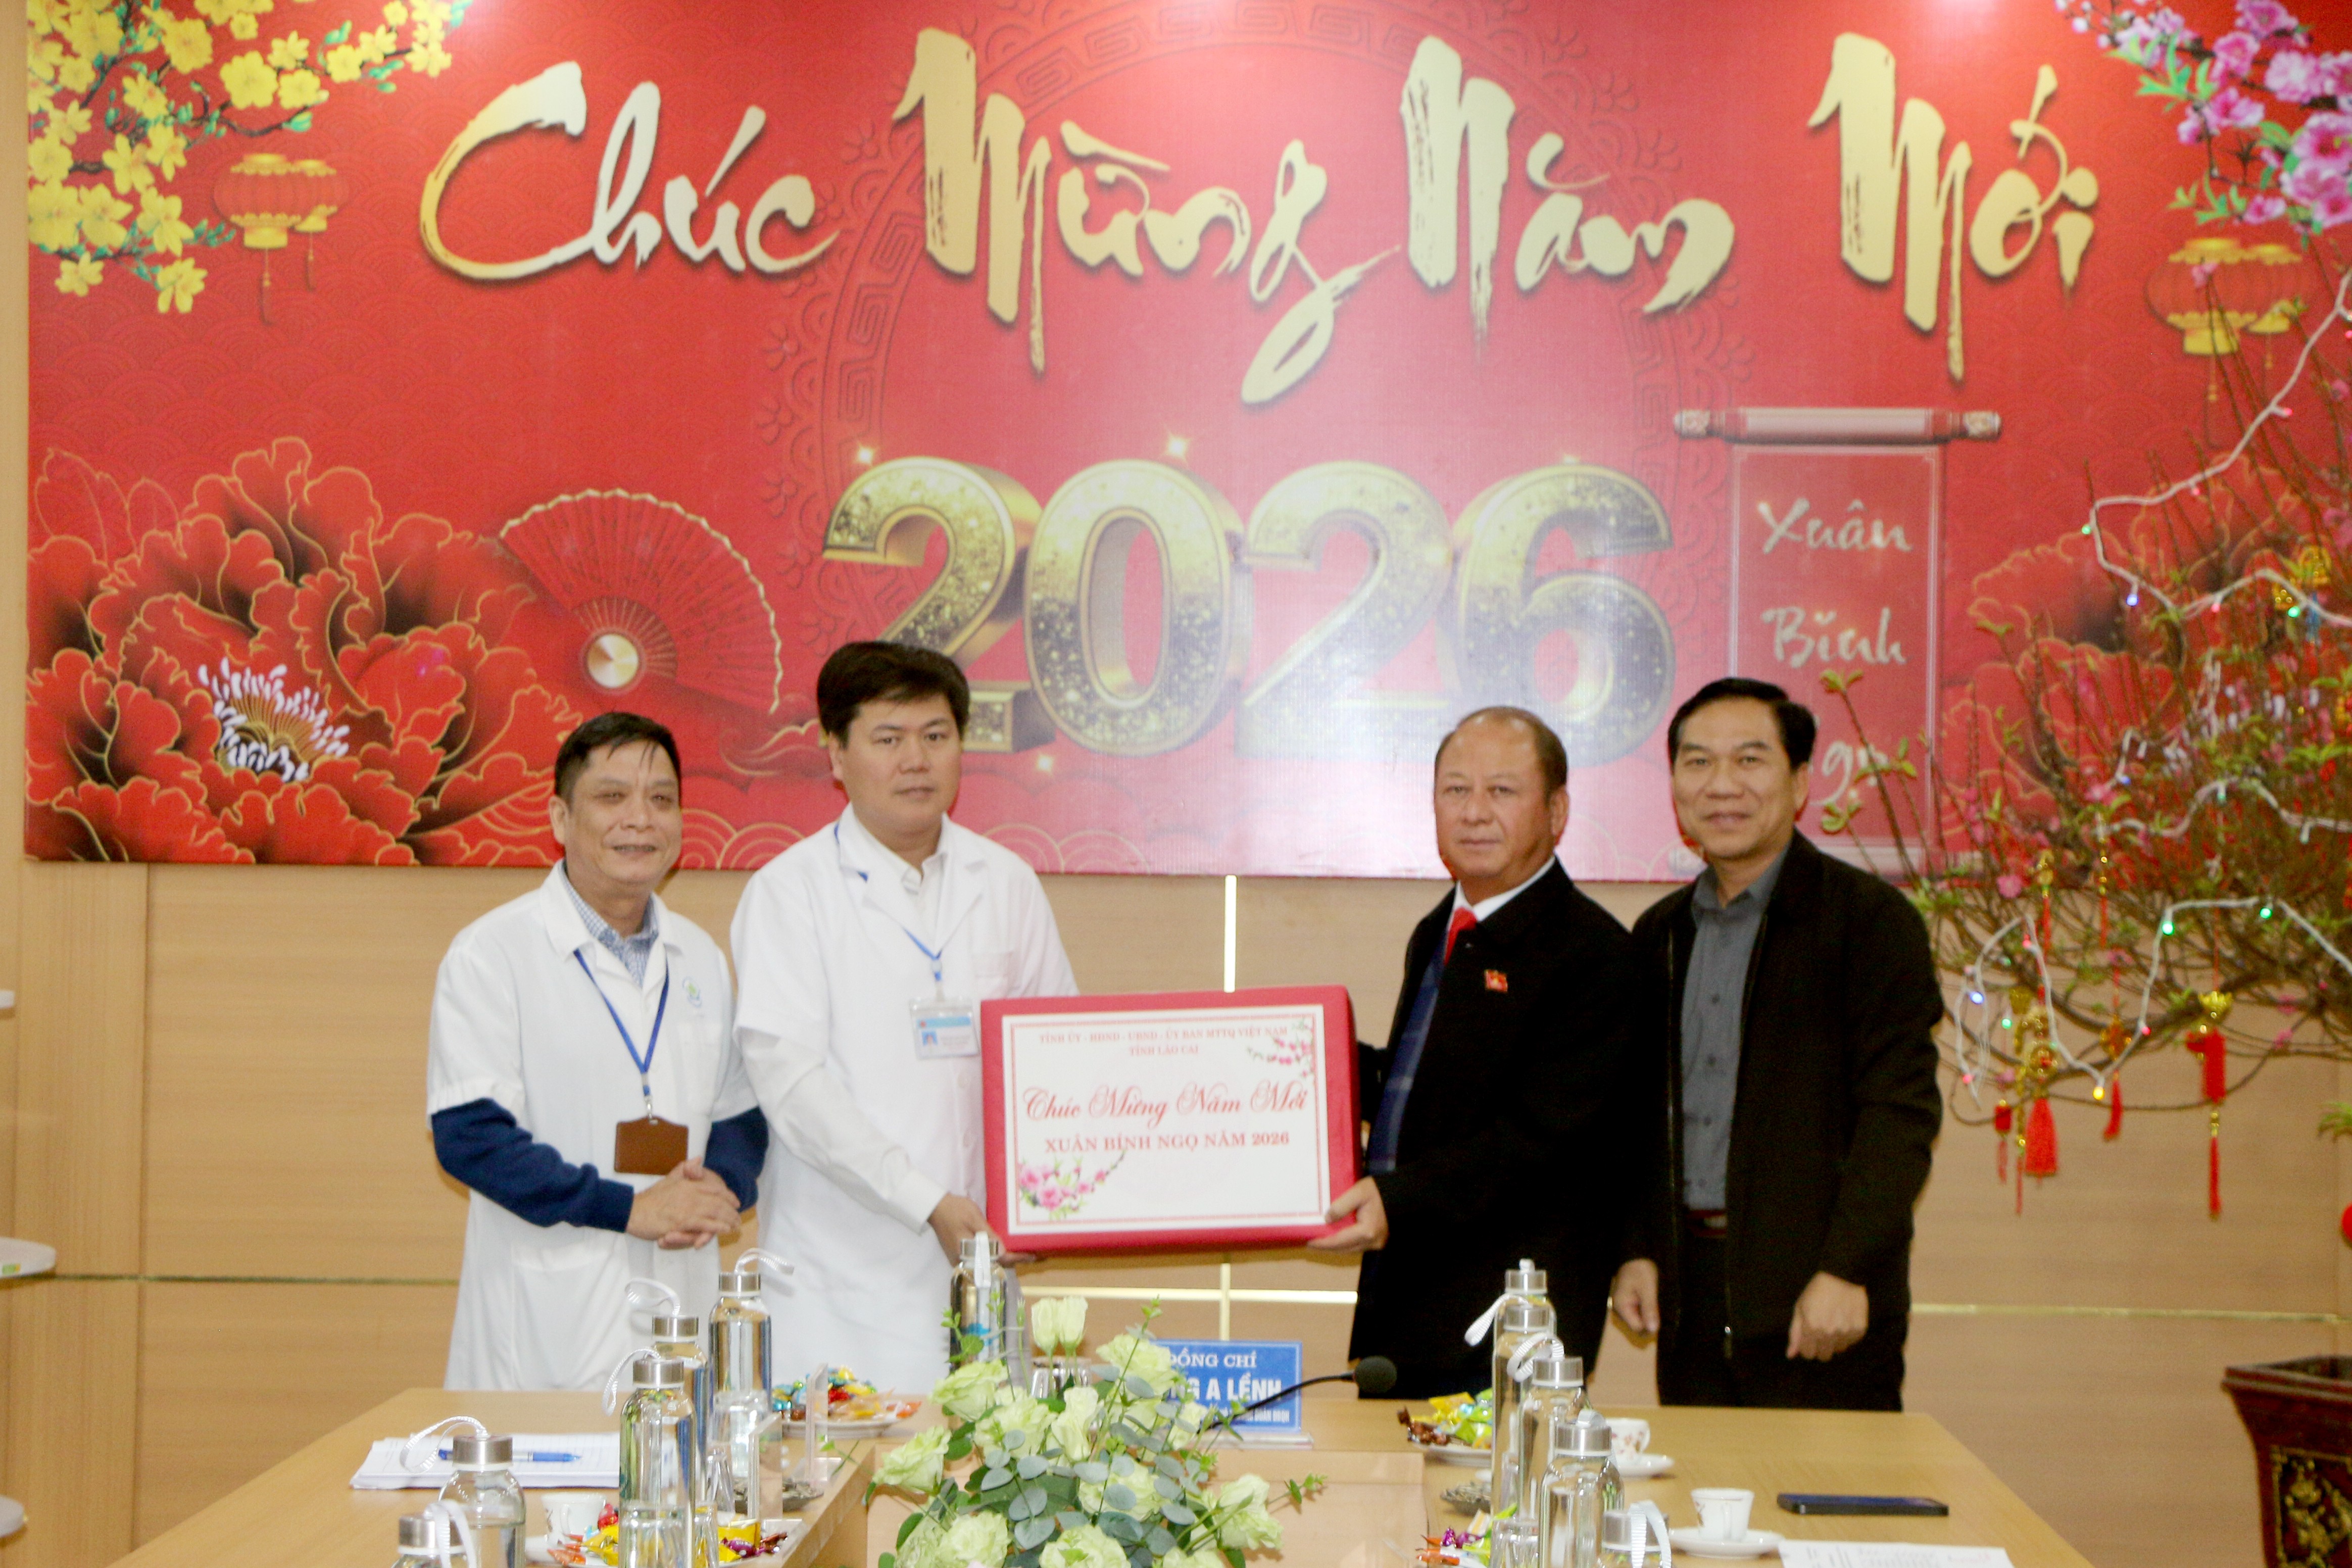 Chúc Mừng Năm Mới
2026
Xuân
Bính
TỈNH ỦY - HĐND - UBND - ỦY BAN MTTQ VIỆT NAM
TỈNH LÀO CAI
Chúc Mừng Năm Mới
XUÂN BÍNH NGỌ NĂM 2026
ĐỒNG CHÍ
A LỀNH